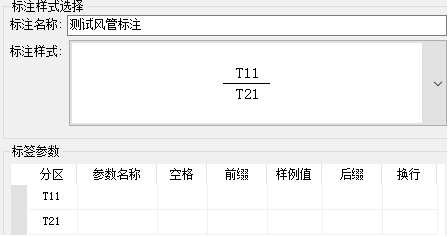 标注样式选择
标注名称: 测试风管标注
标注样式:
T11
T21
标签参数
分区 参数名称 空格 前缀 样例值 后缀 换行
T11
T21